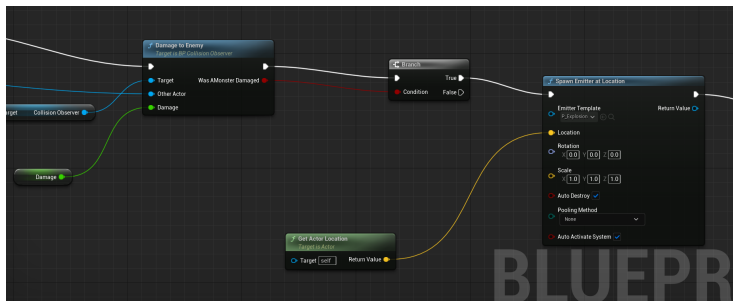 Damage to Enemy
Target is BP Collision Observer
Target
Was AMonster Damaged
Other Actor
Damage
arget
Collision Observer
Damage
Branch
True
Condition
False
Spawn Emitter at Location
Emitter Template
P_Explosion
Return Value
Location
Rotation
X 0.0 Y 0.0 Z 0.0
Scale
X 1.0 Y 1.0 Z 1.0
Auto Destroy
Pooling Method
None
Auto Activate System
Get Actor Location
Target is Actor
Target self
Return Value
BLUEPR